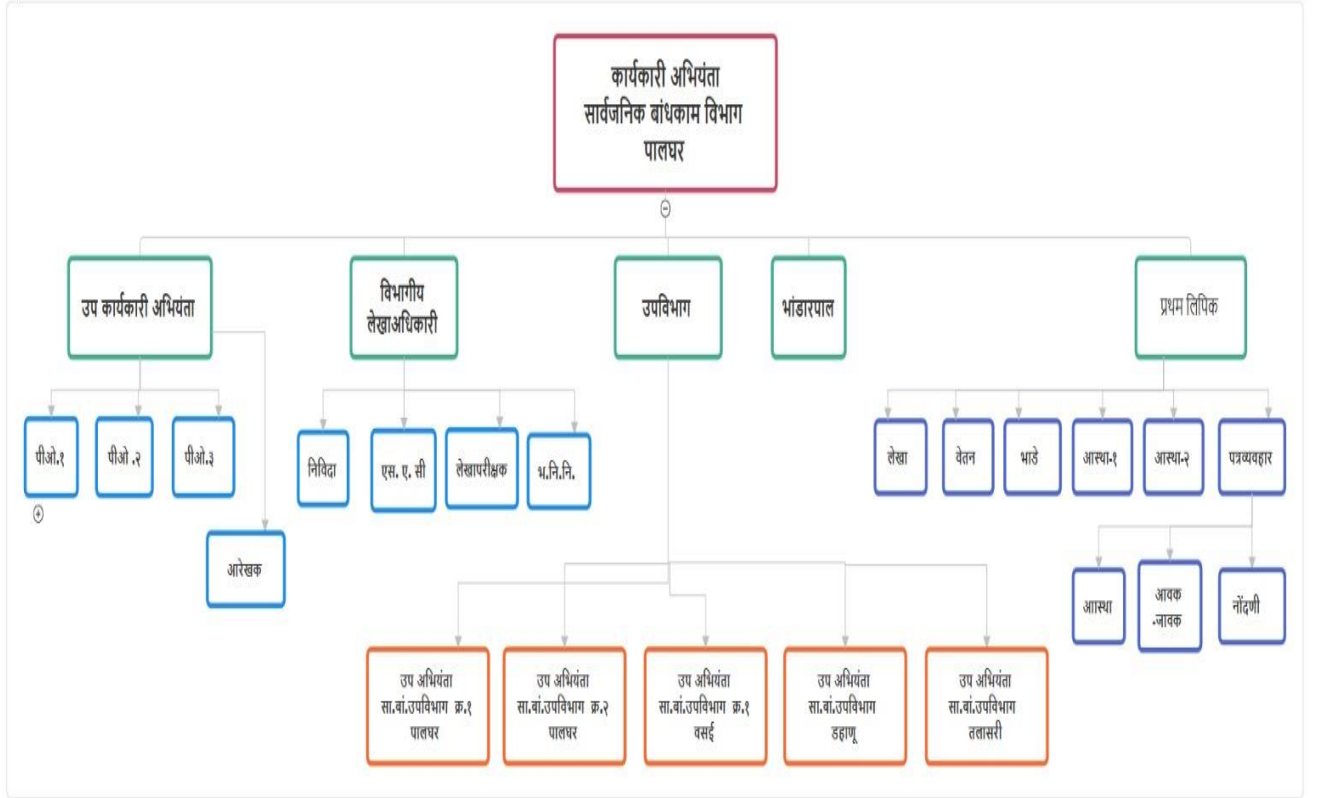 कार्यकारी अभियंता
सार्वजनिक बांधकाम विभाग
पालघर
उप कार्यकारी अभियंता
विभागीय
लेखाअधिकारी
उपविभाग
भांडारपाल
प्रथम लिपिक
पीओ.१
पीओ .२
पीओ.३
निविदा
एस. ए. सी
लेखापरीक्षक
भ.नि.नि.
लेखा
वेतन
भाडे
आस्था-१
आस्था-२
पत्रव्यवहार
आरेखक
आास्था
आवक
-जावक
नोंदणी
उप अभियंता
सा.बां.उपविभाग क्र.१
पालघर
उप अभियंता
सा.बां.उपविभाग क्र.२
पालघर
उप अभियंता
सा.बां.उपविभाग क्र.१
वसई
उप अभियंता
सा.बां.उपविभाग
डहाणू
उप अभियंता
सा.बां.उपविभाग
तलासरी